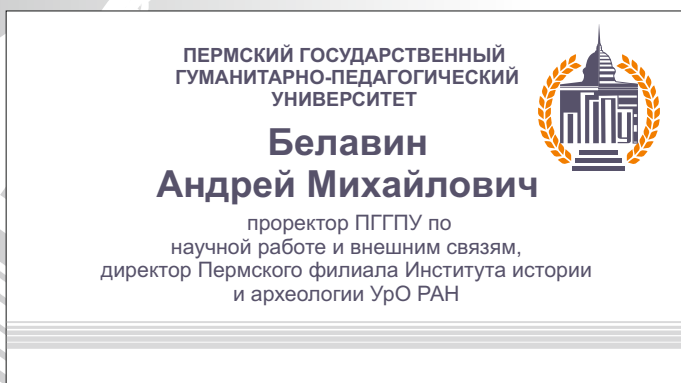 ПЕРМСКИЙ ГОСУДАРСТВЕННЫЙ
ГУМАНИТАРНО-ПЕДАГОГИЧЕСКИЙ
УНИВЕРСИТЕТ
Белавин
Андрей Михайлович
проректор ПГГПУ по
научной работе и внешним связям,
директор Пермского филиала Института истории
и археологии УрО РАН